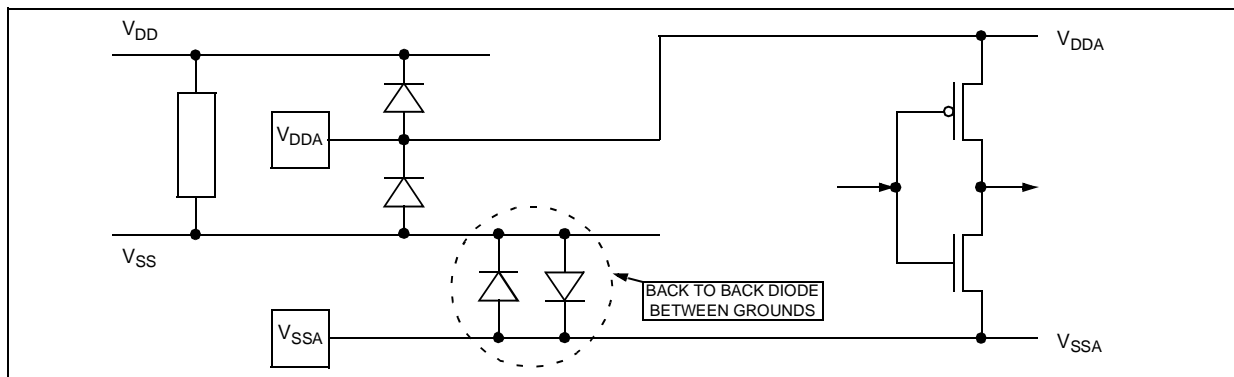 VDD
VDDA
VDDA
VSS
BACK TO BACK DIODE
BETWEEN GROUNDS
VSSA
VSSA